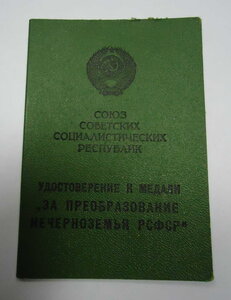 СОЮЗ
СОВЕТСКИХ
СОЦИАЛИСТИЧЕСКИХ
РЕСПУБЛИК
УДОСТОВЕРЕНИЕ К МЕДАЛИ
„ЗА ПРЕОБРАЗОВАНИЕ
НЕЧЕРНОЗЕМЬЯ РСФСР"